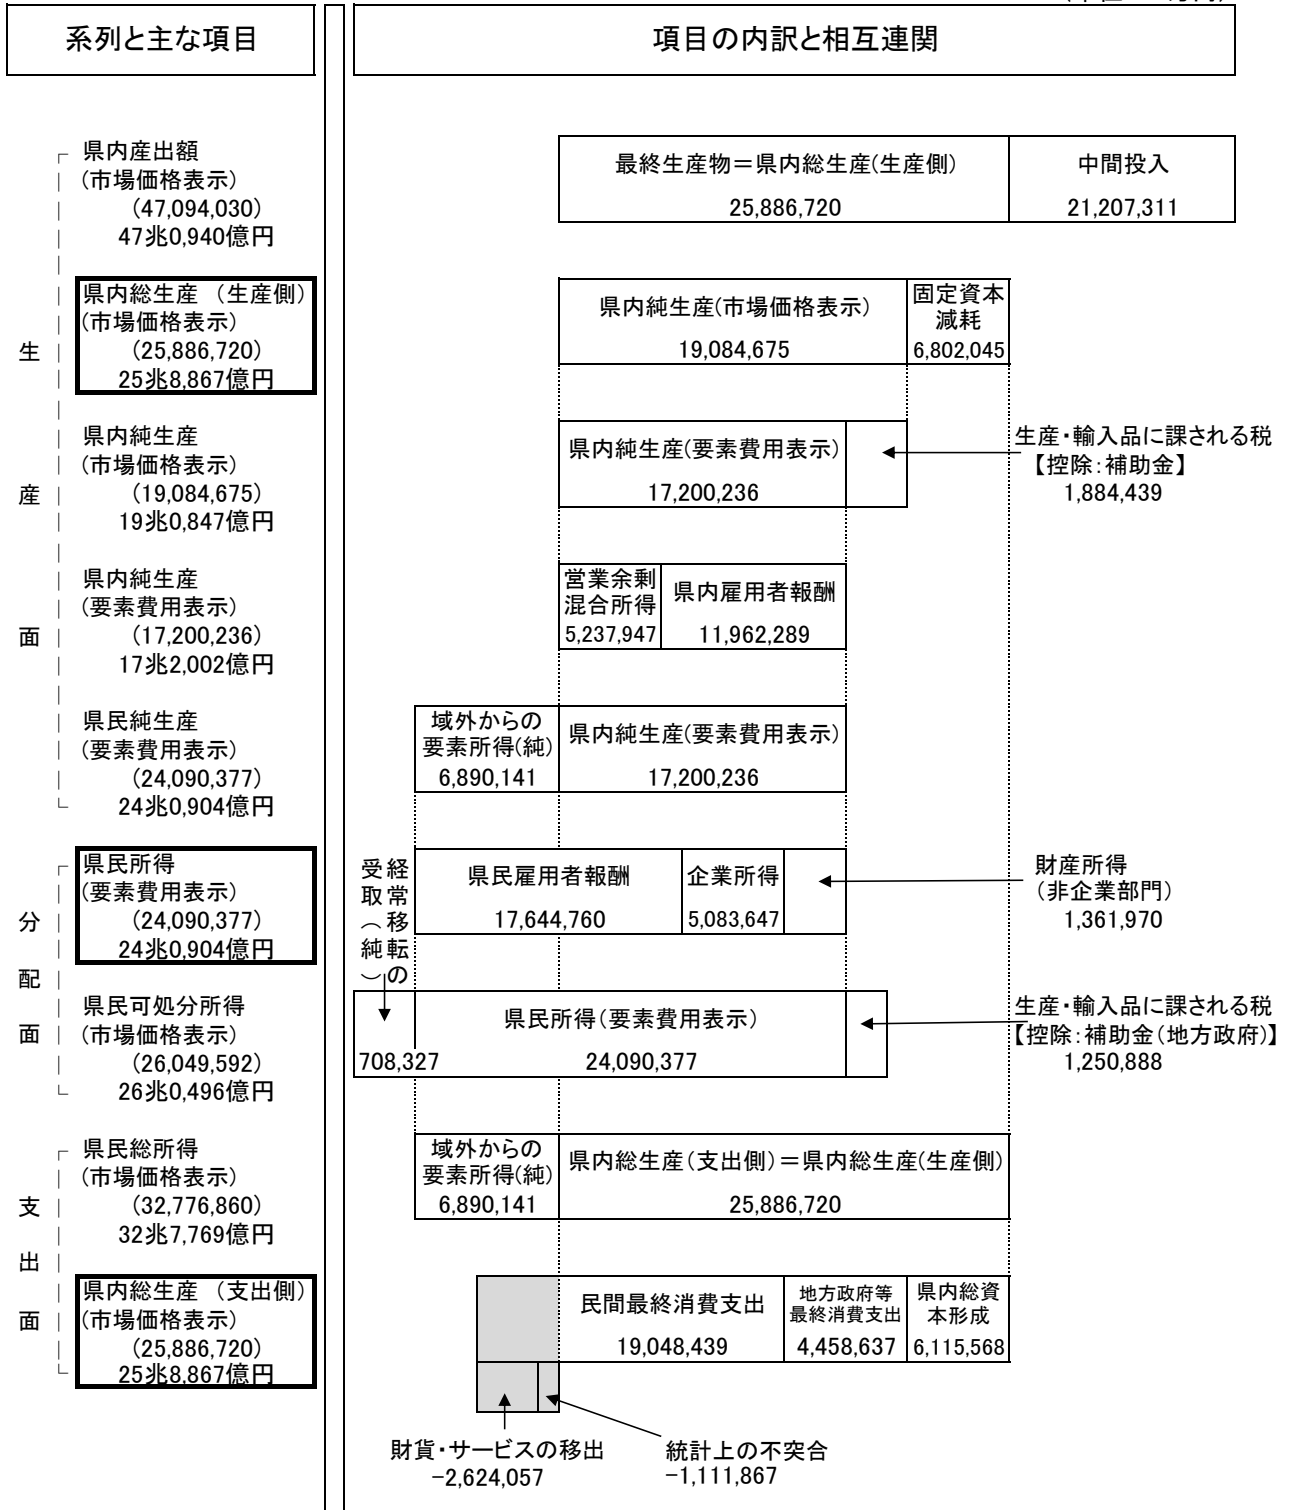 系列と主な項目
項目の内訳と相互連関
県内産出額
(市場価格表示)
(47,094,030)
47兆0,940億円
最終生産物＝県内総生産(生産側)
25,886,720
中間投入
21,207,311
県内総生産 (生産側)
(市場価格表示)
(25,886,720)
25兆8,867億円
県内純生産(市場価格表示)
19,084,675
固定資本
減耗
6,802,045
生
産
面
県内純生産
(市場価格表示)
(19,084,675)
19兆0,847億円
県内純生産(要素費用表示)
17,200,236
生産・輸入品に課される税
【控除：補助金】
1,884,439
県内純生産
(要素費用表示)
(17,200,236)
17兆2,002億円
営業余剰
混合所得
5,237,947
県内雇用者報酬
11,962,289
県民純生産
(要素費用表示)
(24,090,377)
24兆0,904億円
域外からの
要素所得(純)
6,890,141
県内純生産(要素費用表示)
17,200,236
分
配
面
県民所得
(要素費用表示)
(24,090,377)
24兆0,904億円
経常移転の
受取(純)
県民雇用者報酬
17,644,760
企業所得
5,083,647
財産所得
(非企業部門)
1,361,970
県民可処分所得
(市場価格表示)
(26,049,592)
26兆0,496億円
708,327
県民所得(要素費用表示)
24,090,377
生産・輸入品に課される税
【控除：補助金(地方政府)】
1,250,888
支
出
面
県民総所得
(市場価格表示)
(32,776,860)
32兆7,769億円
域外からの
要素所得(純)
6,890,141
県内総生産(支出側)＝県内総生産(生産側)
25,886,720
県内総生産 (支出側)
(市場価格表示)
(25,886,720)
25兆8,867億円
民間最終消費支出
19,048,439
地方政府等
最終消費支出
4,458,637
県内総資
本形成
6,115,568
財貨・サービスの移出
−2,624,057
統計上の不突合
−1,111,867